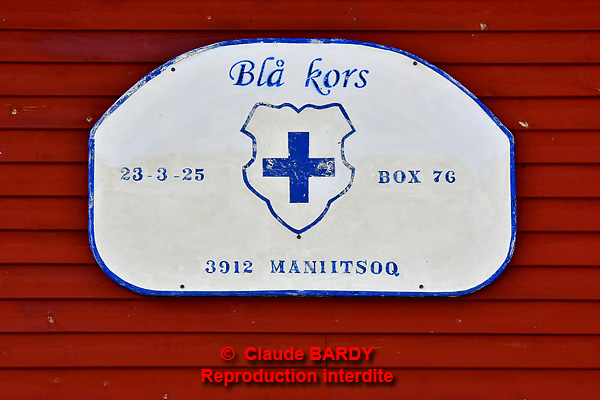 Blå kors
23-3-25 BOX 76
3912 MANIITSOQ
© Claude BARDY
Reproduction interdite